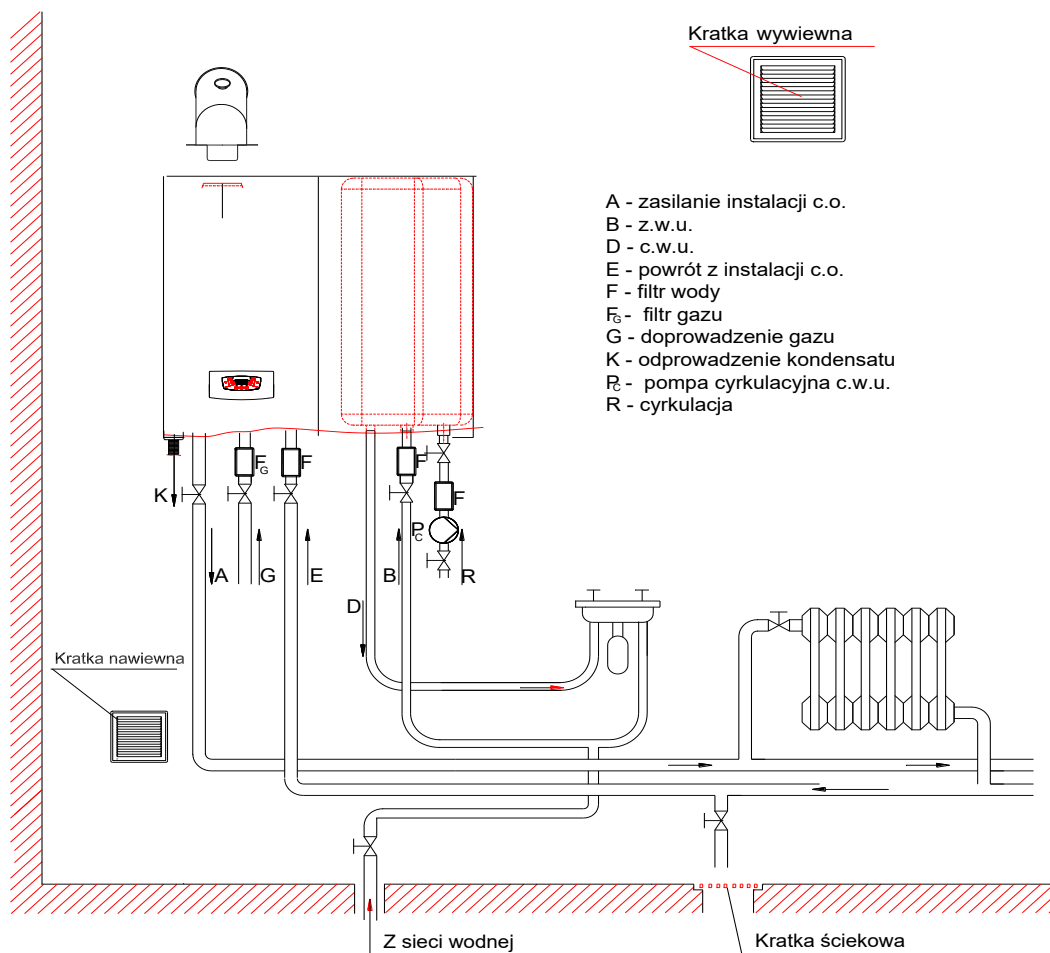 Kratka wywiewna
A - zasilanie instalacji c.o.
B - z.w.u.
D - c.w.u.
E - powrót z instalacji c.o.
F - filtr wody
FG - filtr gazu
G - doprowadzenie gazu
K - odprowadzenie kondensatu
PC - pompa cyrkulacyjna c.w.u.
R - cyrkulacja
FG
F
F
K
F
PC
A
G
E
B
R
D
Kratka nawiewna
Z sieci wodnej
Kratka ściekowa